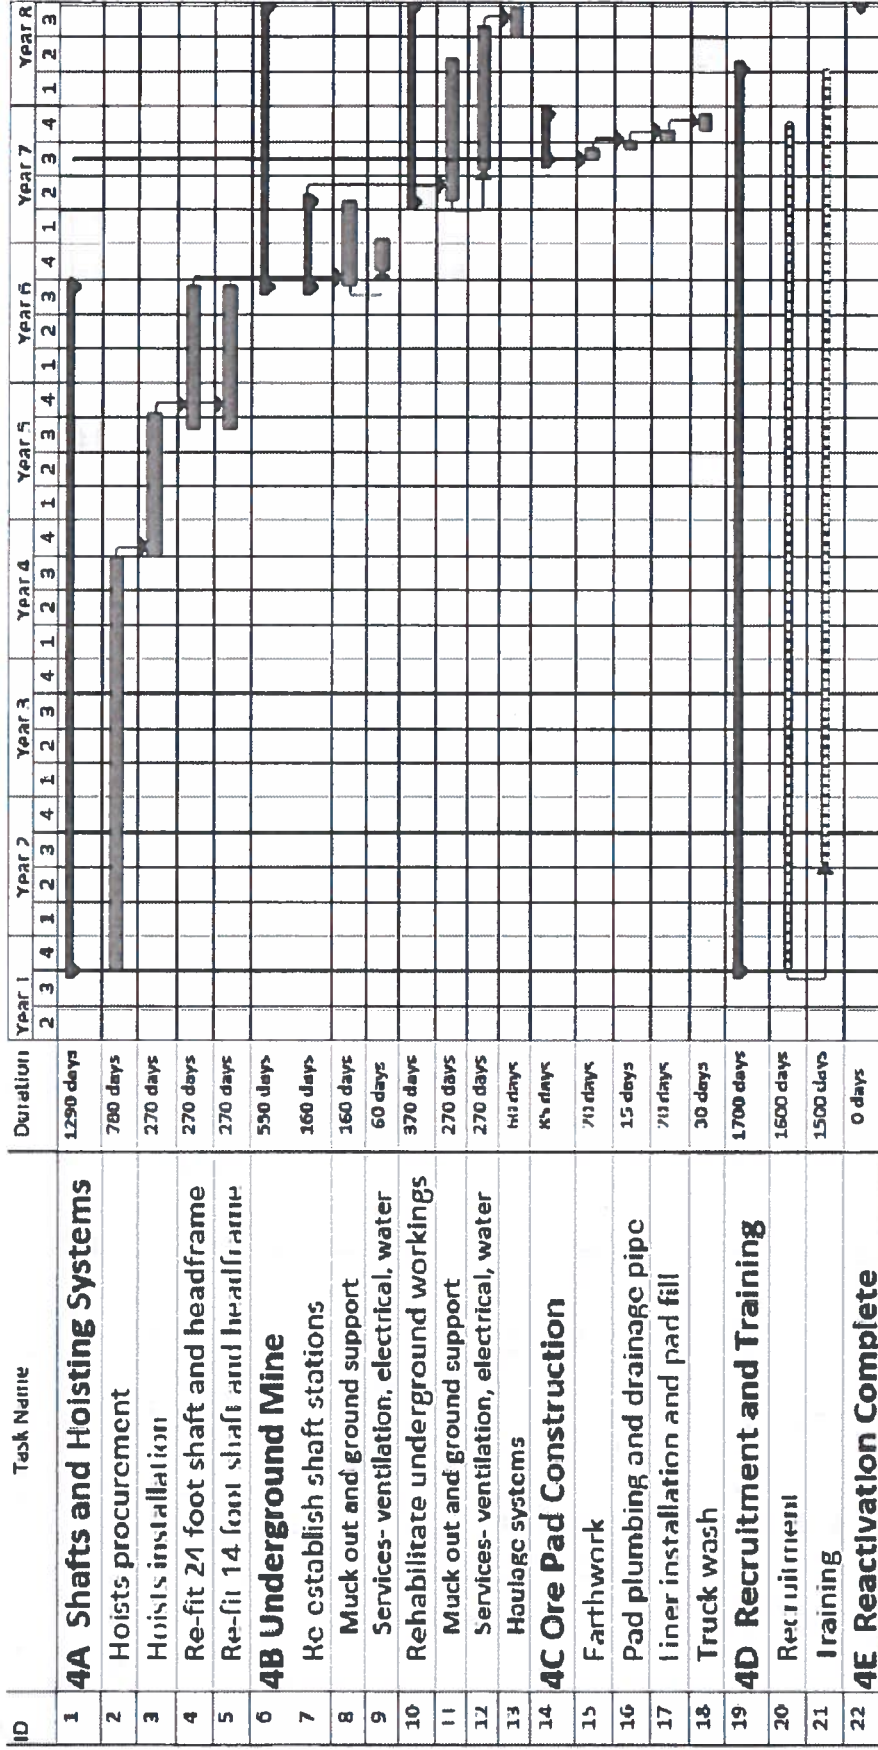 ID Task Name Duration Year 1 Year 2 Year 3 Year 4 Year 5 Year 6 Year 7 Year 8
2 3 4 1 2 3 4 1 2 3 4 1 2 3 4 1 2 3 4 1 2 3 4 1 2 3 4 1 2 3
1 4A Shafts and Hoisting Systems 1290 days
2 Hoists procurement 780 days
3 Hoists installation 270 days
4 Re-fit 24 foot shaft and headframe 270 days
5 Re-fit 14 foot shaft and headframe 270 days
6 4B Underground Mine 530 days
7 Re establish shaft stations 160 days
8 Muck out and ground support 160 days
9 Services- ventilation, electrical, water 60 days
10 Rehabilitate underground workings 370 days
11 Muck out and ground support 270 days
12 Services- ventilation, electrical, water 270 days
13 Haulage systems 60 days
14 4C Ore Pad Construction 85 days
15 Earthwork 20 days
16 Pad plumbing and drainage pipe 15 days
17 Liner installation and pad fill 20 days
18 Truck wash 30 days
19 4D Recruitment and Training 1700 days
20 Recruitment 1600 days
21 Training 1500 days
22 4E Reactivation Complete 0 days